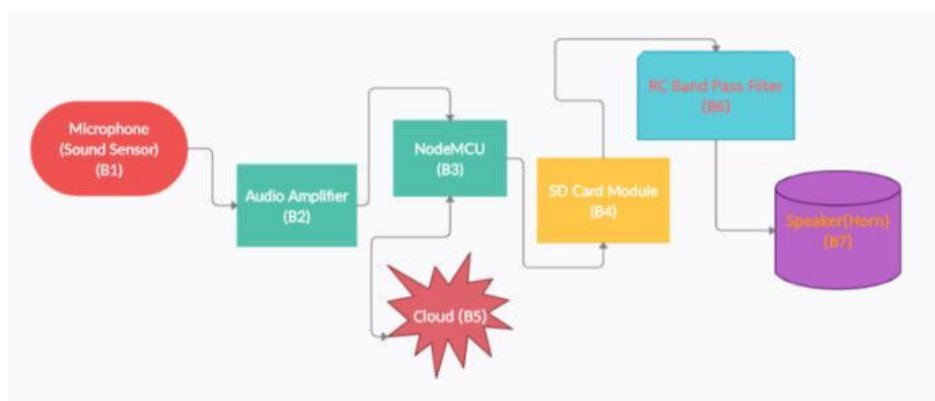 Microphone
(Sound Sensor)
(B1)
Audio Amplifier
(B2)
NodeMCU
(B3)
SD Card Module
(B4)
Cloud (B5)
RC Band Pass Filter
(B6)
Speaker(Horn)
(B7)